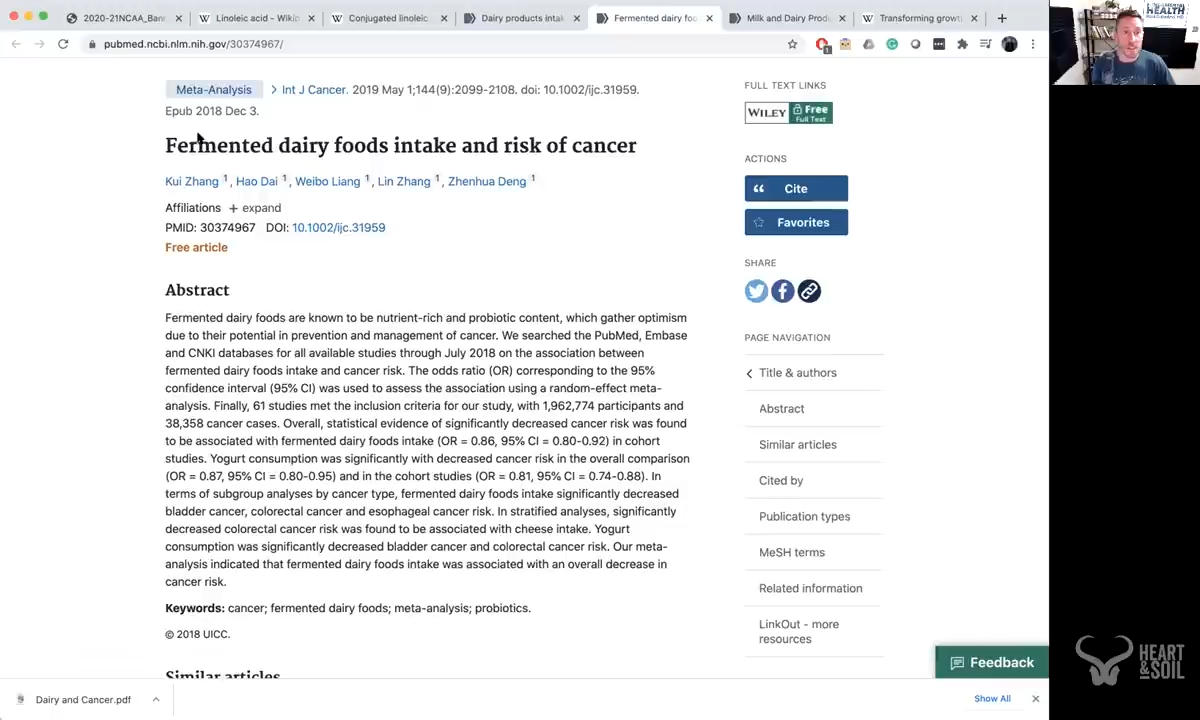 2020-21NCAA_Ban
Linoleic acid - Wikip
Conjugated linoleic
Dairy products intak
Fermented dairy foo
Milk and Dairy Prod
Transforming growt
pubmed.ncbi.nlm.nih.gov/30374967/
HEALTH
Meta-Analysis > Int J Cancer. 2019 May 1;144(9):2099-2108. doi: 10.1002/ijc.31959.
Epub 2018 Dec 3.
Fermented dairy foods intake and risk of cancer
Kui Zhang 1 , Hao Dai 1 , Weibo Liang 1 , Lin Zhang 1 , Zhenhua Deng 1
Affiliations + expand
PMID: 30374967 DOI: 10.1002/ijc.31959
Free article
Abstract
Fermented dairy foods are known to be nutrient-rich and probiotic content, which gather optimism
due to their potential in prevention and management of cancer. We searched the PubMed, Embase
and CNKI databases for all available studies through July 2018 on the association between
fermented dairy foods intake and cancer risk. The odds ratio (OR) corresponding to the 95%
confidence interval (95% CI) was used to assess the association using a random-effect meta-
analysis. Finally, 61 studies met the inclusion criteria for our study, with 1,962,774 participants and
38,358 cancer cases. Overall, statistical evidence of significantly decreased cancer risk was found
to be associated with fermented dairy foods intake (OR = 0.86, 95% CI = 0.80-0.92) in cohort
studies. Yogurt consumption was significantly with decreased cancer risk in the overall comparison
(OR = 0.87, 95% CI = 0.80-0.95) and in the cohort studies (OR = 0.81, 95% CI = 0.74-0.88). In
terms of subgroup analyses by cancer type, fermented dairy foods intake significantly decreased
bladder cancer, colorectal cancer and esophageal cancer risk. In stratified analyses, significantly
decreased colorectal cancer risk was found to be associated with cheese intake. Yogurt
consumption was significantly decreased bladder cancer and colorectal cancer risk. Our meta-
analysis indicated that fermented dairy foods intake was associated with an overall decrease in
cancer risk.
Keywords: cancer; fermented dairy foods; meta-analysis; probiotics.
© 2018 UICC.
Similar articles
FULL TEXT LINKS
WILEY Free
Full Text
ACTIONS
Cite
Favorites
SHARE
PAGE NAVIGATION
Title & authors
Abstract
Similar articles
Cited by
Publication types
MeSH terms
Related information
LinkOut - more
resources
Feedback
HEART
& SOIL
Dairy and Cancer.pdf
Show All